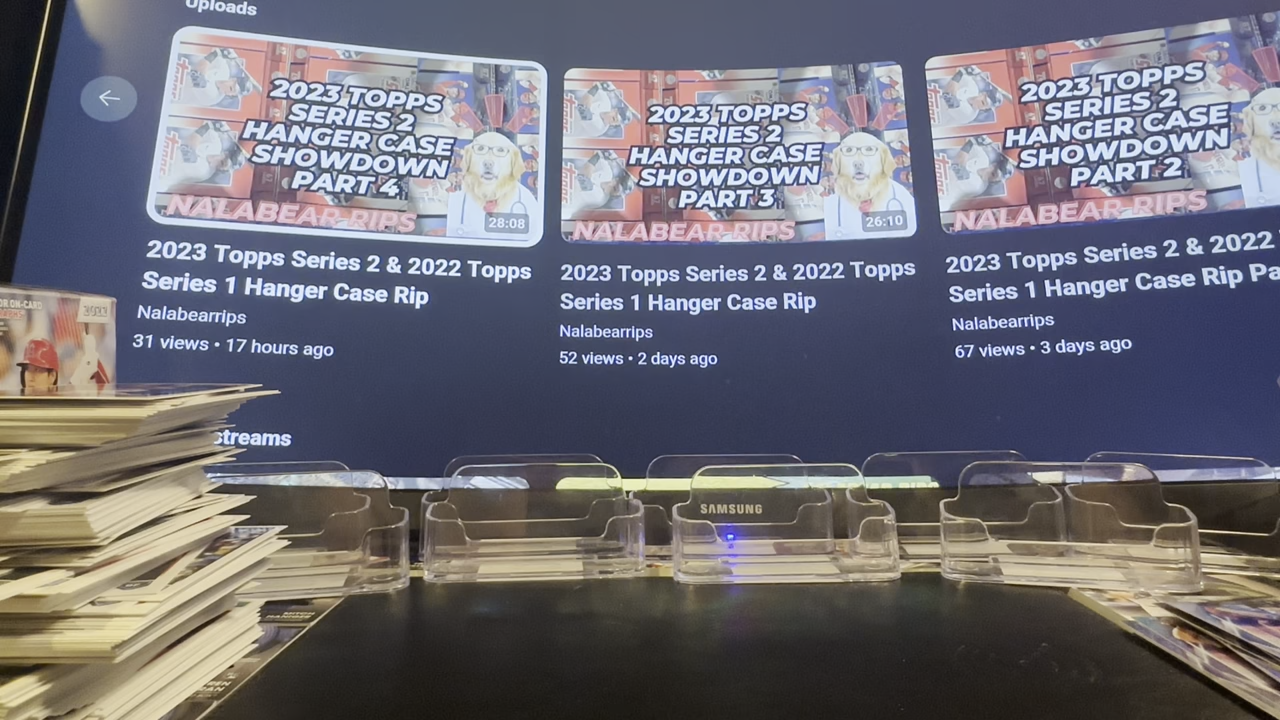 Uploads
2023 TOPPS
SERIES 2
HANGER CASE
SHOWDOWN
PART 4
NALABEAR RIPS
28:08
2023 Topps Series 2 & 2022 Topps
Series 1 Hanger Case Rip
Nalabearrips
31 views • 17 hours ago
2023 TOPPS
SERIES 2
HANGER CASE
SHOWDOWN
PART 3
NALABEAR RIPS
26:10
2023 Topps Series 2 & 2022 Topps
Series 1 Hanger Case Rip
Nalabearrips
52 views • 2 days ago
2023 TOPPS
SERIES 2
HANGER CASE
SHOWDOWN
PART 2
NALABEAR RIPS
2023 Topps Series 2 & 2022
Series 1 Hanger Case Rip Pa
Nalabearrips
67 views • 3 days ago
streams
OR ON-CARD
SAMSUNG